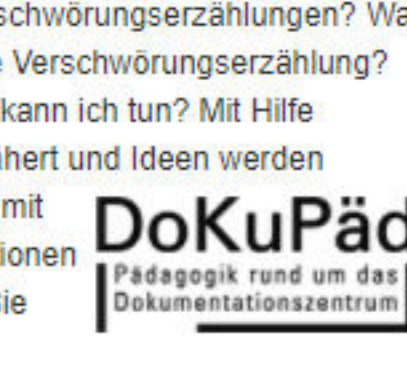 schwörungserzählungen? Wa
e Verschwörungserzählung?
kann ich tun? Mit Hilfe
ähert und Ideen werden
mit
ionen
Sie
DoKuPäd
Pädagogik rund um das
Dokumentationszentrum